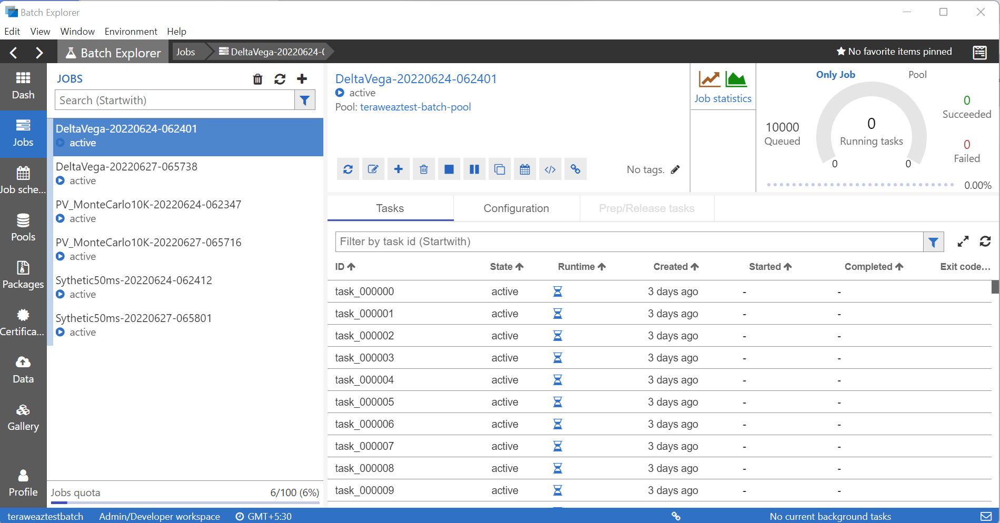 Batch Explorer
Edit View Window Environment Help
Batch Explorer Jobs DeltaVega-20220624-0 No favorite items pinned
Dash
Jobs
Job sche...
Pools
Packages
Certifica...
Data
Gallery
Profile
JOBS
Search (Startwith)
DeltaVega-20220624-062401
active
DeltaVega-20220627-065738
active
PV_MonteCarlo10K-20220624-062347
active
PV_MonteCarlo10K-20220627-065716
active
Sythetic50ms-20220624-062412
active
Sythetic50ms-20220627-065801
active
Jobs quota 6/100 (6%)
DeltaVega-20220624-062401
active
Pool: teraweaztest-batch-pool
No tags.
Job statistics
Only Job Pool
10000
Queued
0
Running tasks
0 0
0
Succeeded
0
Failed
0.00%
Tasks Configuration Prep/Release tasks
Filter by task id (Startwith)
ID State Runtime Created Started Completed Exit code...
task_000000 active 3 days ago - -
task_000001 active 3 days ago - -
task_000002 active 3 days ago - -
task_000003 active 3 days ago - -
task_000004 active 3 days ago - -
task_000005 active 3 days ago - -
task_000006 active 3 days ago - -
task_000007 active 3 days ago - -
task_000008 active 3 days ago - -
task_000009 active 3 days ago - -
teraweaztestbatch Admin/Developer workspace GMT+5:30 No current background tasks